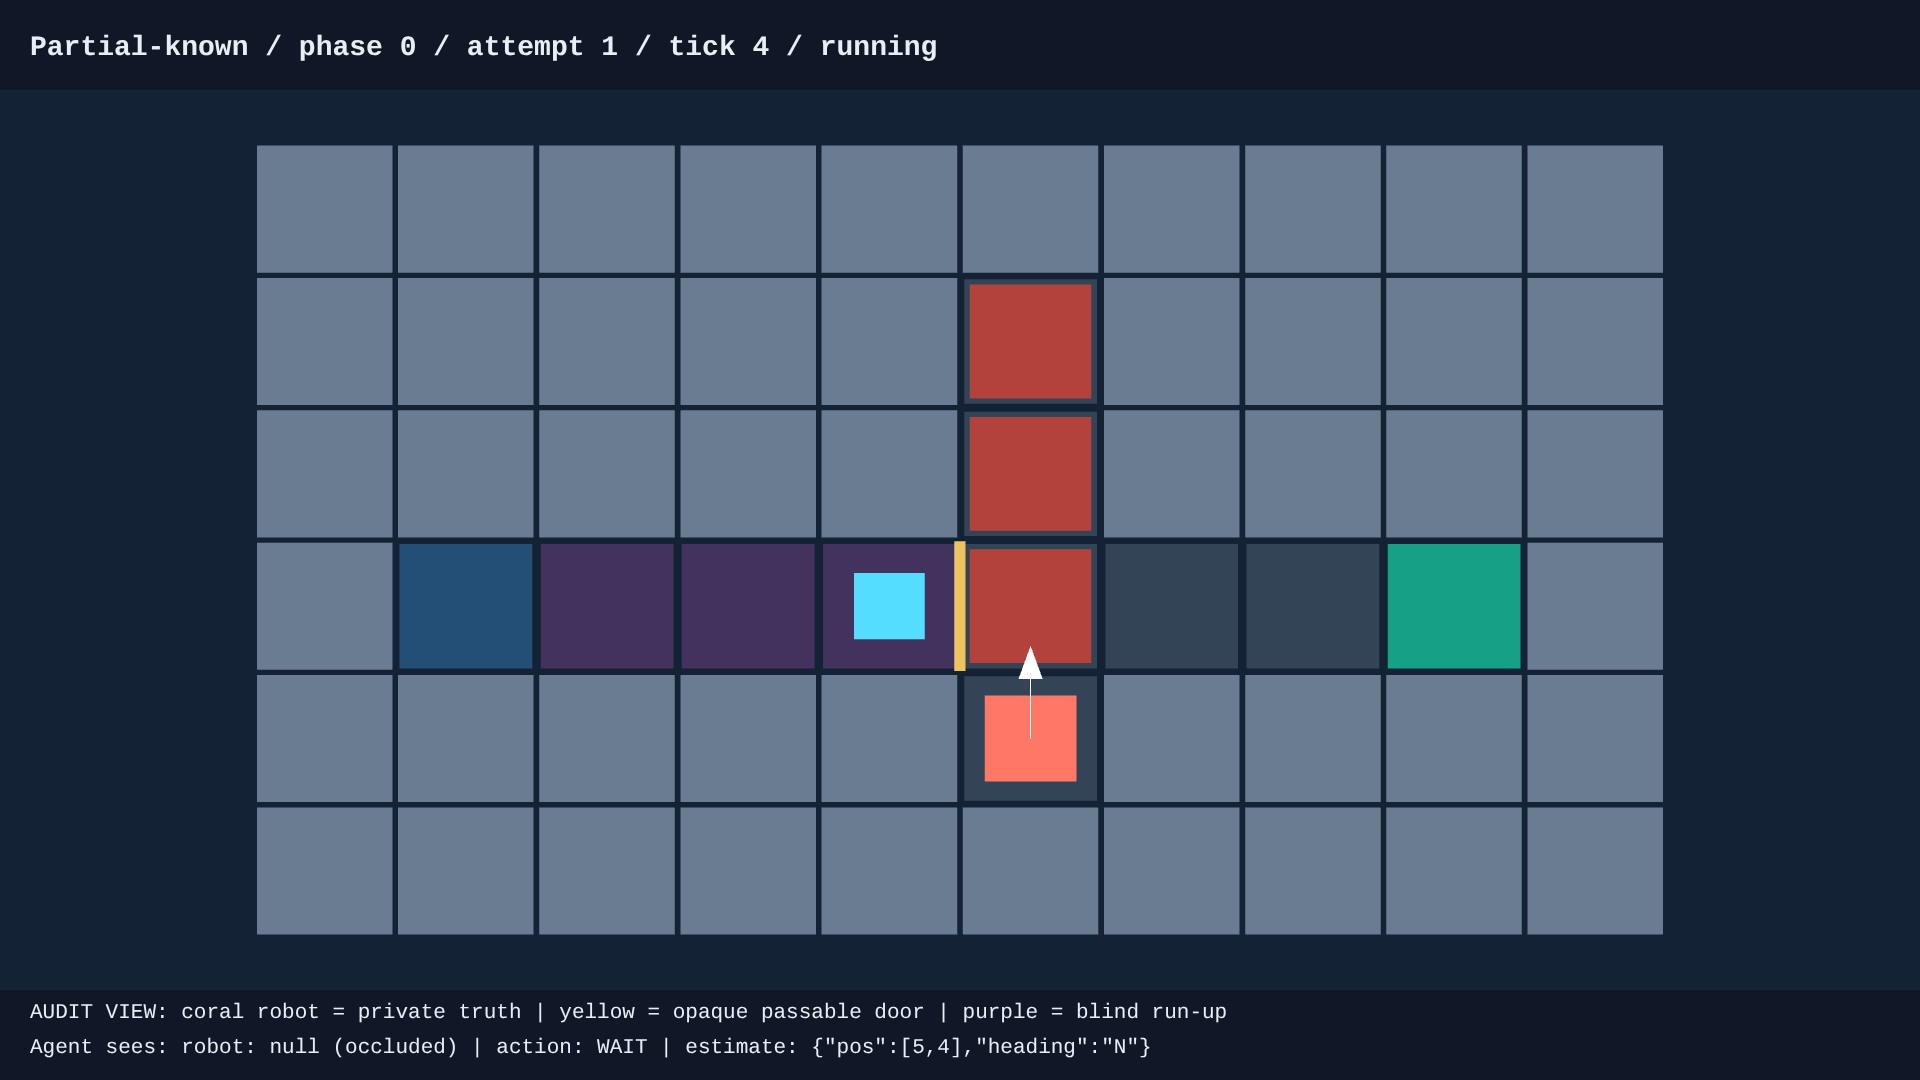 Partial-known / phase 0 / attempt 1 / tick 4 / running
AUDIT VIEW: coral robot = private truth | yellow = opaque passable door | purple = blind run-up
Agent sees: robot: null (occluded) | action: WAIT | estimate: {"pos":[5,4],"heading":"N"}